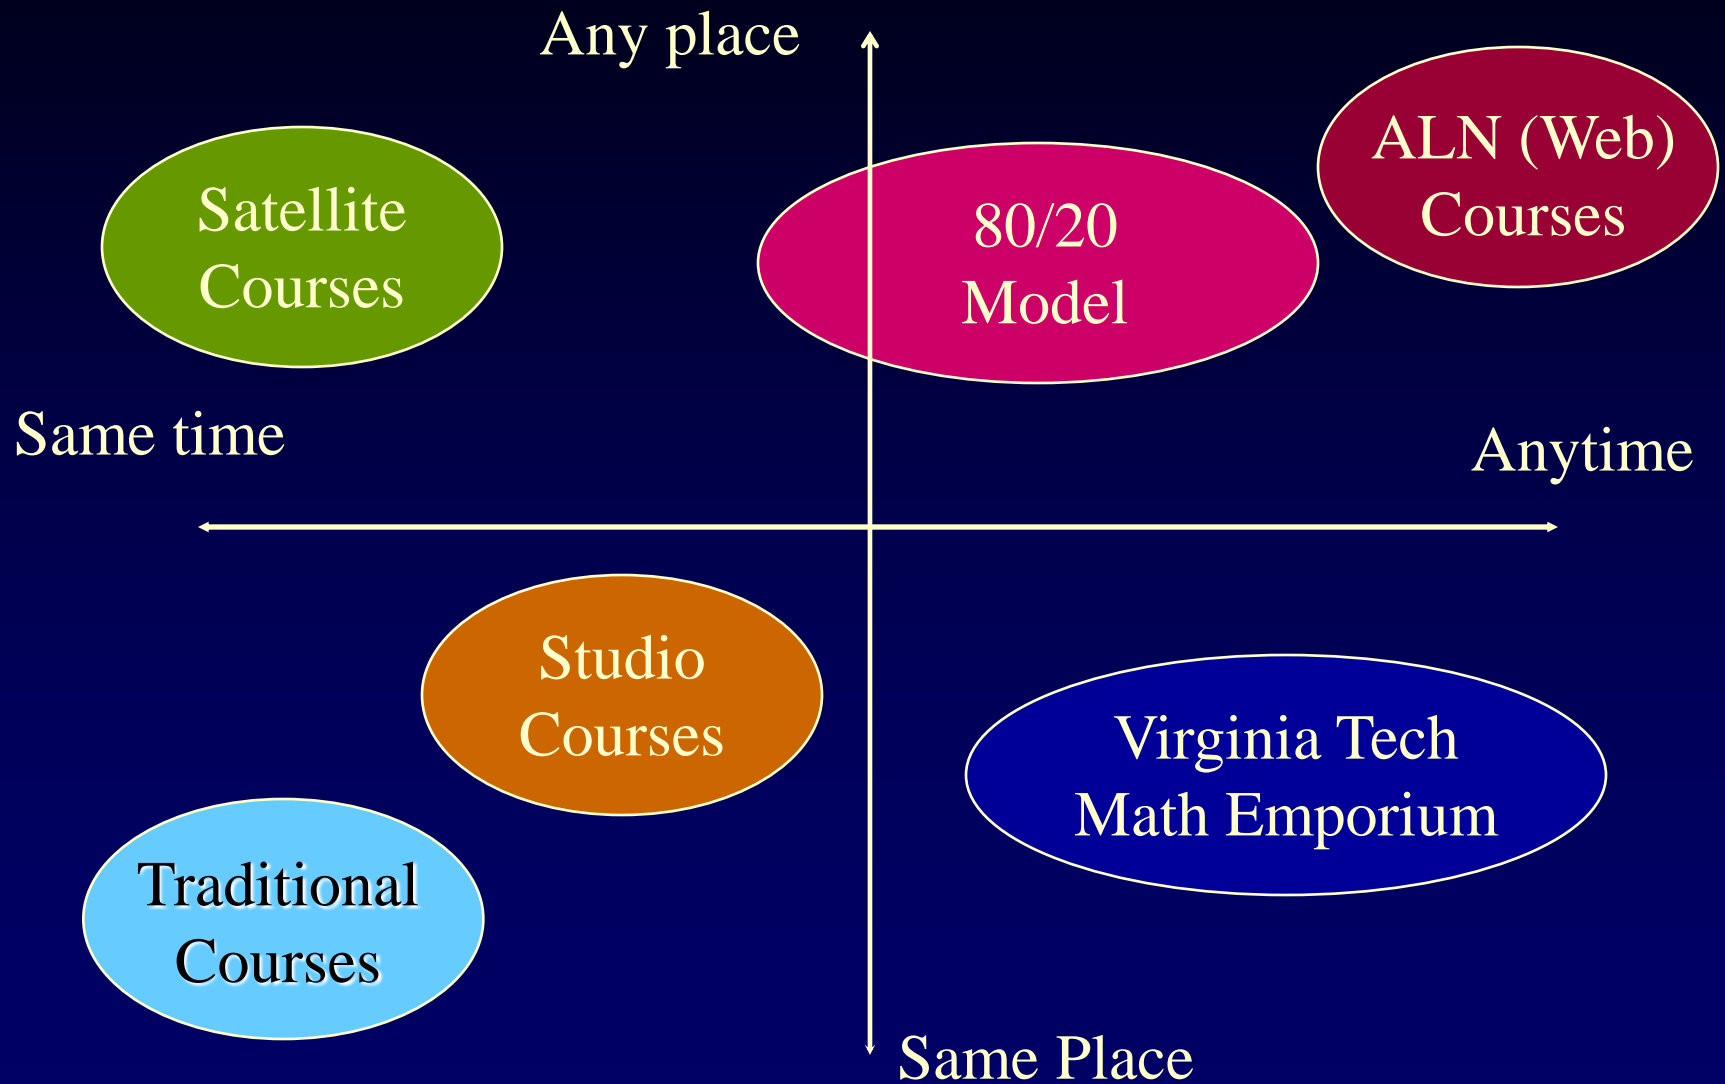 Any place
ALN (Web)
Courses
Satellite
Courses
80/20
Model
Same time
Anytime
Studio
Courses
Virginia Tech
Math Emporium
Traditional
Courses
Same Place